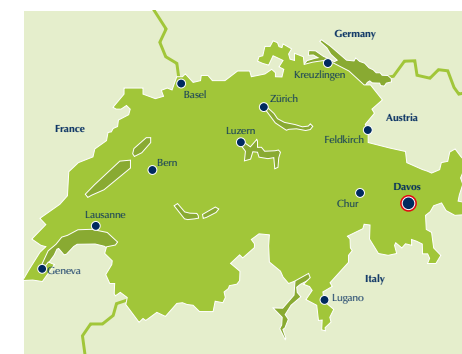 Germany
Kreuzlingen
Basel
Zürich
Austria
France
Luzern
Feldkirch
Bern
Davos
Chur
Lausanne
Geneva
Italy
Lugano